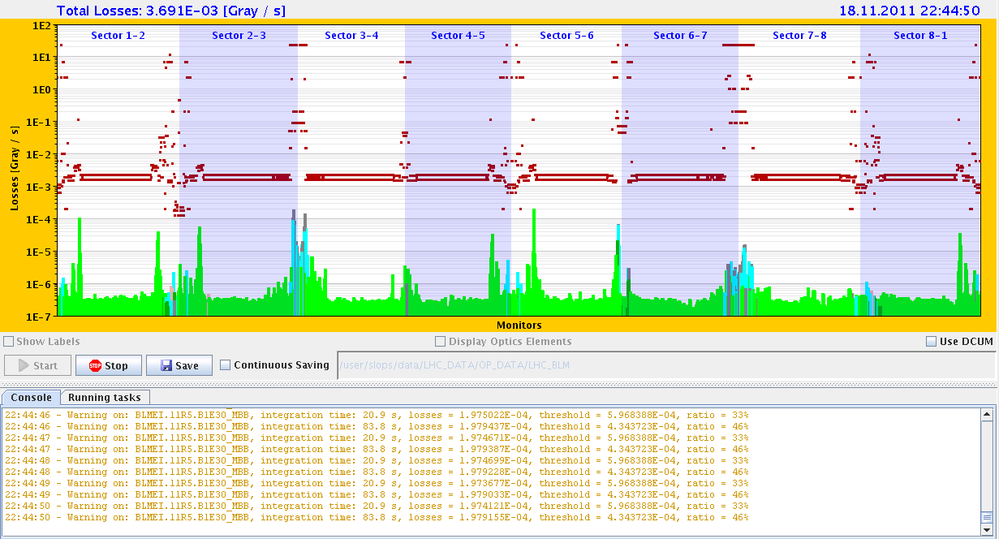 Total Losses: 3.691E-03 [Gray / s] 18.11.2011 22:44:50
1E2
Sector 1-2 Sector 2-3 Sector 3-4 Sector 4-5 Sector 5-6 Sector 6-7 Sector 7-8 Sector 8-1
1E1
1E0
1E-1
1E-2
1E-3
1E-4
1E-5
1E-6
1E-7
Losses [Gray / s]
Monitors
Show Labels Display Optics Elements Use DCUM
Start STOP Stop Save Continuous Saving /user/slops/data/LHC_DATA/OP_DATA/LHC_BLM
Console Running tasks
22:44:46 - Warning on: BLMEI.11R5.B1E30_MBB, integration time: 20.9 s, losses = 1.975022E-04, threshold = 5.968388E-04, ratio = 33%
22:44:46 - Warning on: BLMEI.11R5.B1E30_MBB, integration time: 83.8 s, losses = 1.979437E-04, threshold = 4.343723E-04, ratio = 46%
22:44:47 - Warning on: BLMEI.11R5.B1E30_MBB, integration time: 20.9 s, losses = 1.974671E-04, threshold = 5.968388E-04, ratio = 33%
22:44:47 - Warning on: BLMEI.11R5.B1E30_MBB, integration time: 83.8 s, losses = 1.979387E-04, threshold = 4.343723E-04, ratio = 46%
22:44:48 - Warning on: BLMEI.11R5.B1E30_MBB, integration time: 20.9 s, losses = 1.974699E-04, threshold = 5.968388E-04, ratio = 33%
22:44:48 - Warning on: BLMEI.11R5.B1E30_MBB, integration time: 83.8 s, losses = 1.979228E-04, threshold = 4.343723E-04, ratio = 46%
22:44:49 - Warning on: BLMEI.11R5.B1E30_MBB, integration time: 20.9 s, losses = 1.973677E-04, threshold = 5.968388E-04, ratio = 33%
22:44:49 - Warning on: BLMEI.11R5.B1E30_MBB, integration time: 83.8 s, losses = 1.979033E-04, threshold = 4.343723E-04, ratio = 46%
22:44:50 - Warning on: BLMEI.11R5.B1E30_MBB, integration time: 20.9 s, losses = 1.974121E-04, threshold = 5.968388E-04, ratio = 33%
22:44:50 - Warning on: BLMEI.11R5.B1E30_MBB, integration time: 83.8 s, losses = 1.979155E-04, threshold = 4.343723E-04, ratio = 46%